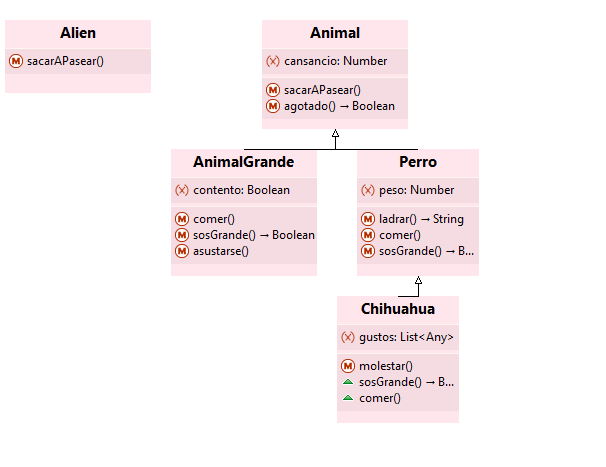 Alien
sacarAPasear()
Animal
(x) cansancio: Number
M sacarAPasear()
M agotado() → Boolean
AnimalGrande
(x) contento: Boolean
M comer()
M sosGrande() → Boolean
M asustarse()
Perro
(x) peso: Number
M ladrar() → String
M comer()
M sosGrande() → B...
Chihuahua
(x) gustos: List<Any>
M molestar()
sosGrande() → B...
comer()